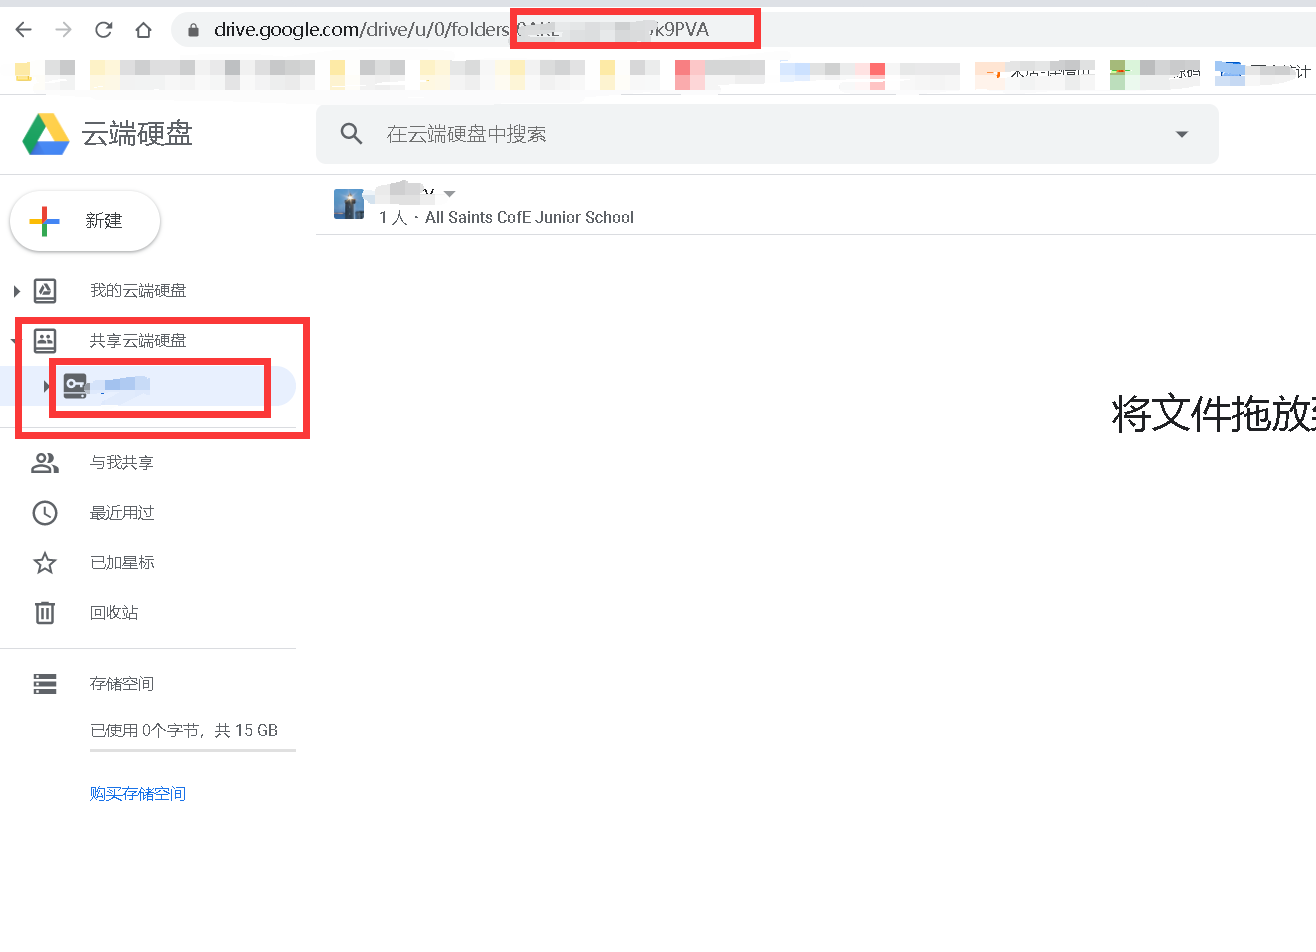 drive.google.com/drive/u/0/folders
k9PVA
云端硬盘
在云端硬盘中搜索
新建
1 人 · All Saints CofE Junior School
我的云端硬盘
共享云端硬盘
将文件拖放
与我共享
最近用过
已加星标
回收站
存储空间
已使用 0个字节，共 15 GB
购买存储空间